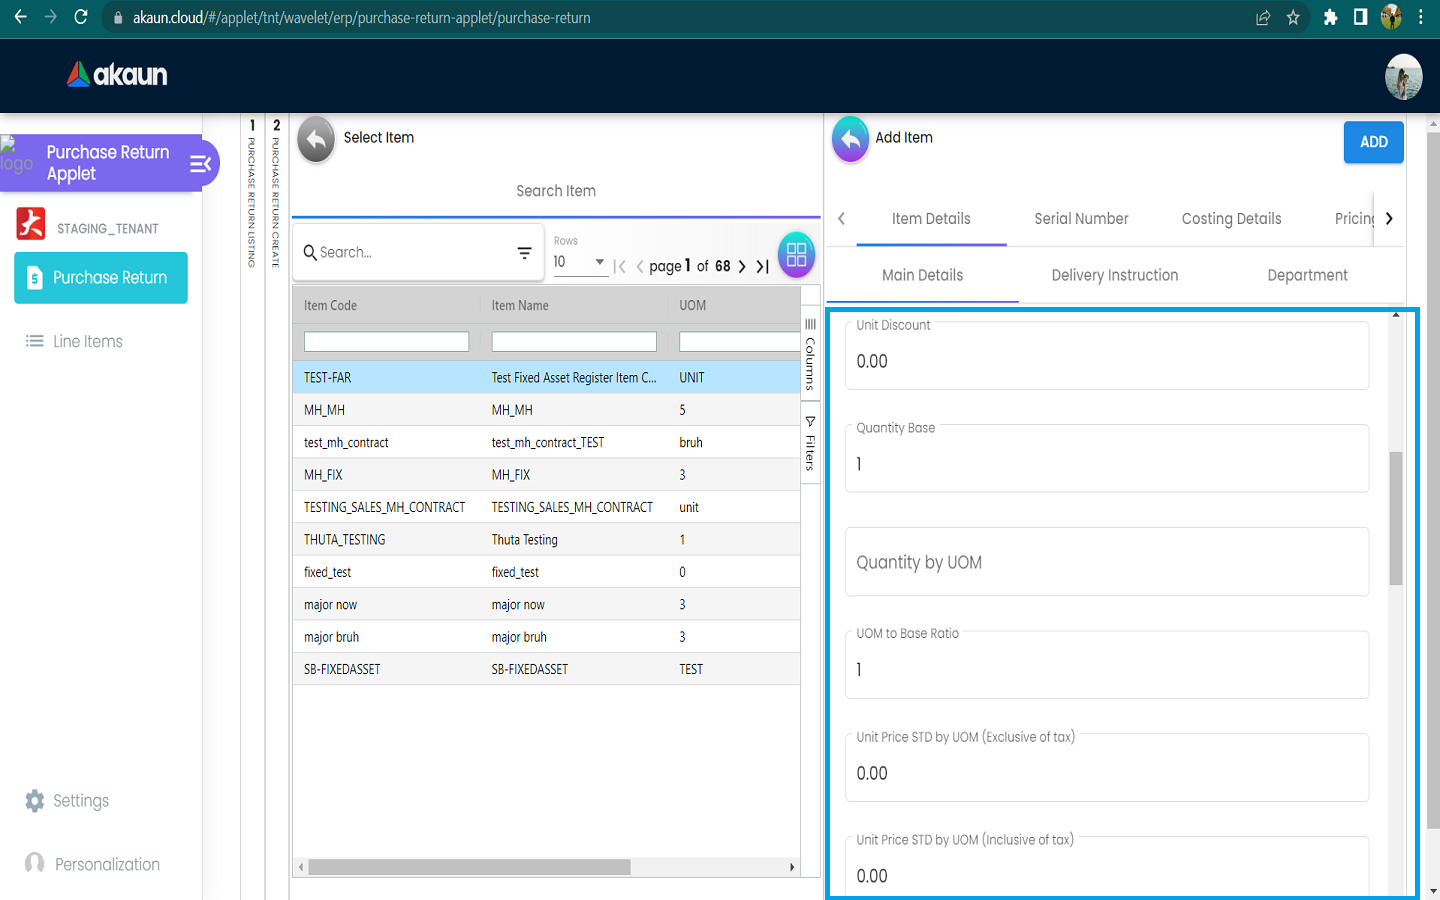 akaun.cloud/#/applet/tnt/wavelet/erp/purchase-return-applet/purchase-return
akaun
logo
Purchase Return
Applet
STAGING_TENANT
Purchase Return
Line Items
Settings
Personalization
1 PURCHASE RETURN LISTING
2 PURCHASE RETURN CREATE
Select Item
Search Item
Search...
Rows
10
page 1 of 68
Item Code Item Name UOM
TEST-FAR Test Fixed Asset Register Item C... UNIT
MH_MH MH_MH 5
test_mh_contract test_mh_contract_TEST bruh
MH_FIX MH_FIX 3
TESTING_SALES_MH_CONTRACT TESTING_SALES_MH_CONTRACT unit
THUTA_TESTING Thuta Testing 1
fixed_test fixed_test 0
major now major now 3
major bruh major bruh 3
SB-FIXEDASSET SB-FIXEDASSET TEST
Columns
Filters
Add Item
ADD
Item Details Serial Number Costing Details Pricing
Main Details Delivery Instruction Department
Unit Discount
0.00
Quantity Base
1
Quantity by UOM
UOM to Base Ratio
1
Unit Price STD by UOM (Exclusive of tax)
0.00
Unit Price STD by UOM (Inclusive of tax)
0.00